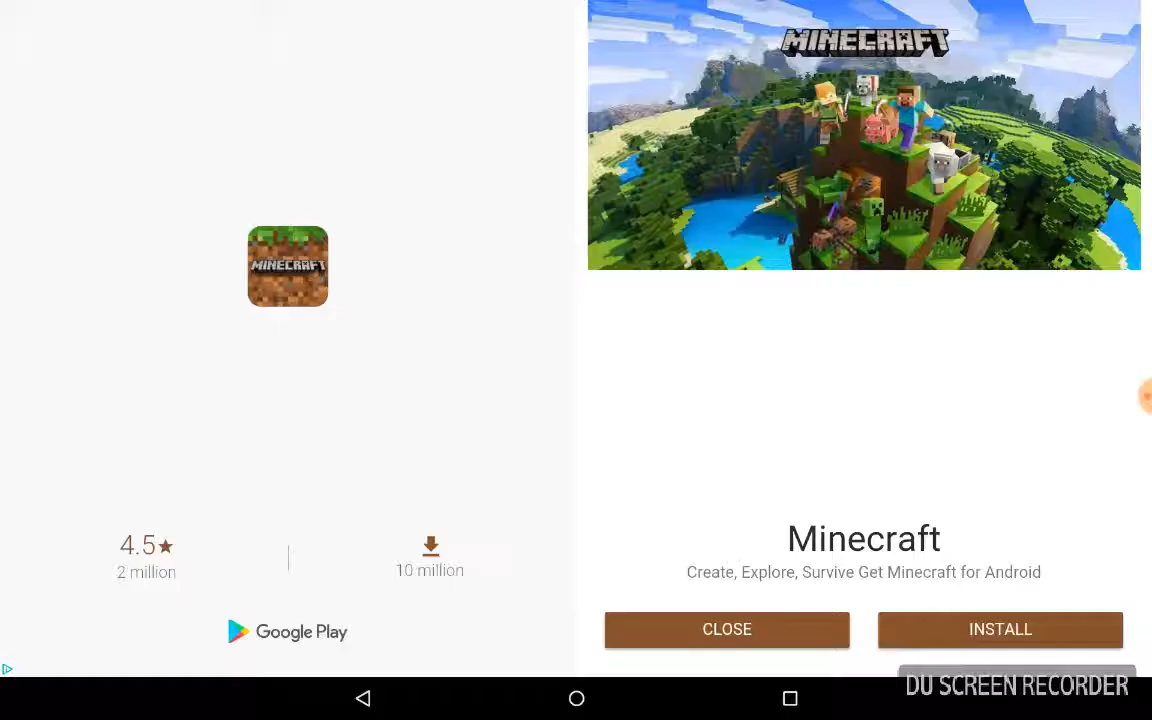 MINECRAFT
4.5★
2 million
10 million
Google Play
MINECRAFT
Minecraft
Create, Explore, Survive Get Minecraft for Android
CLOSE
INSTALL
DU SCREEN RECORDER